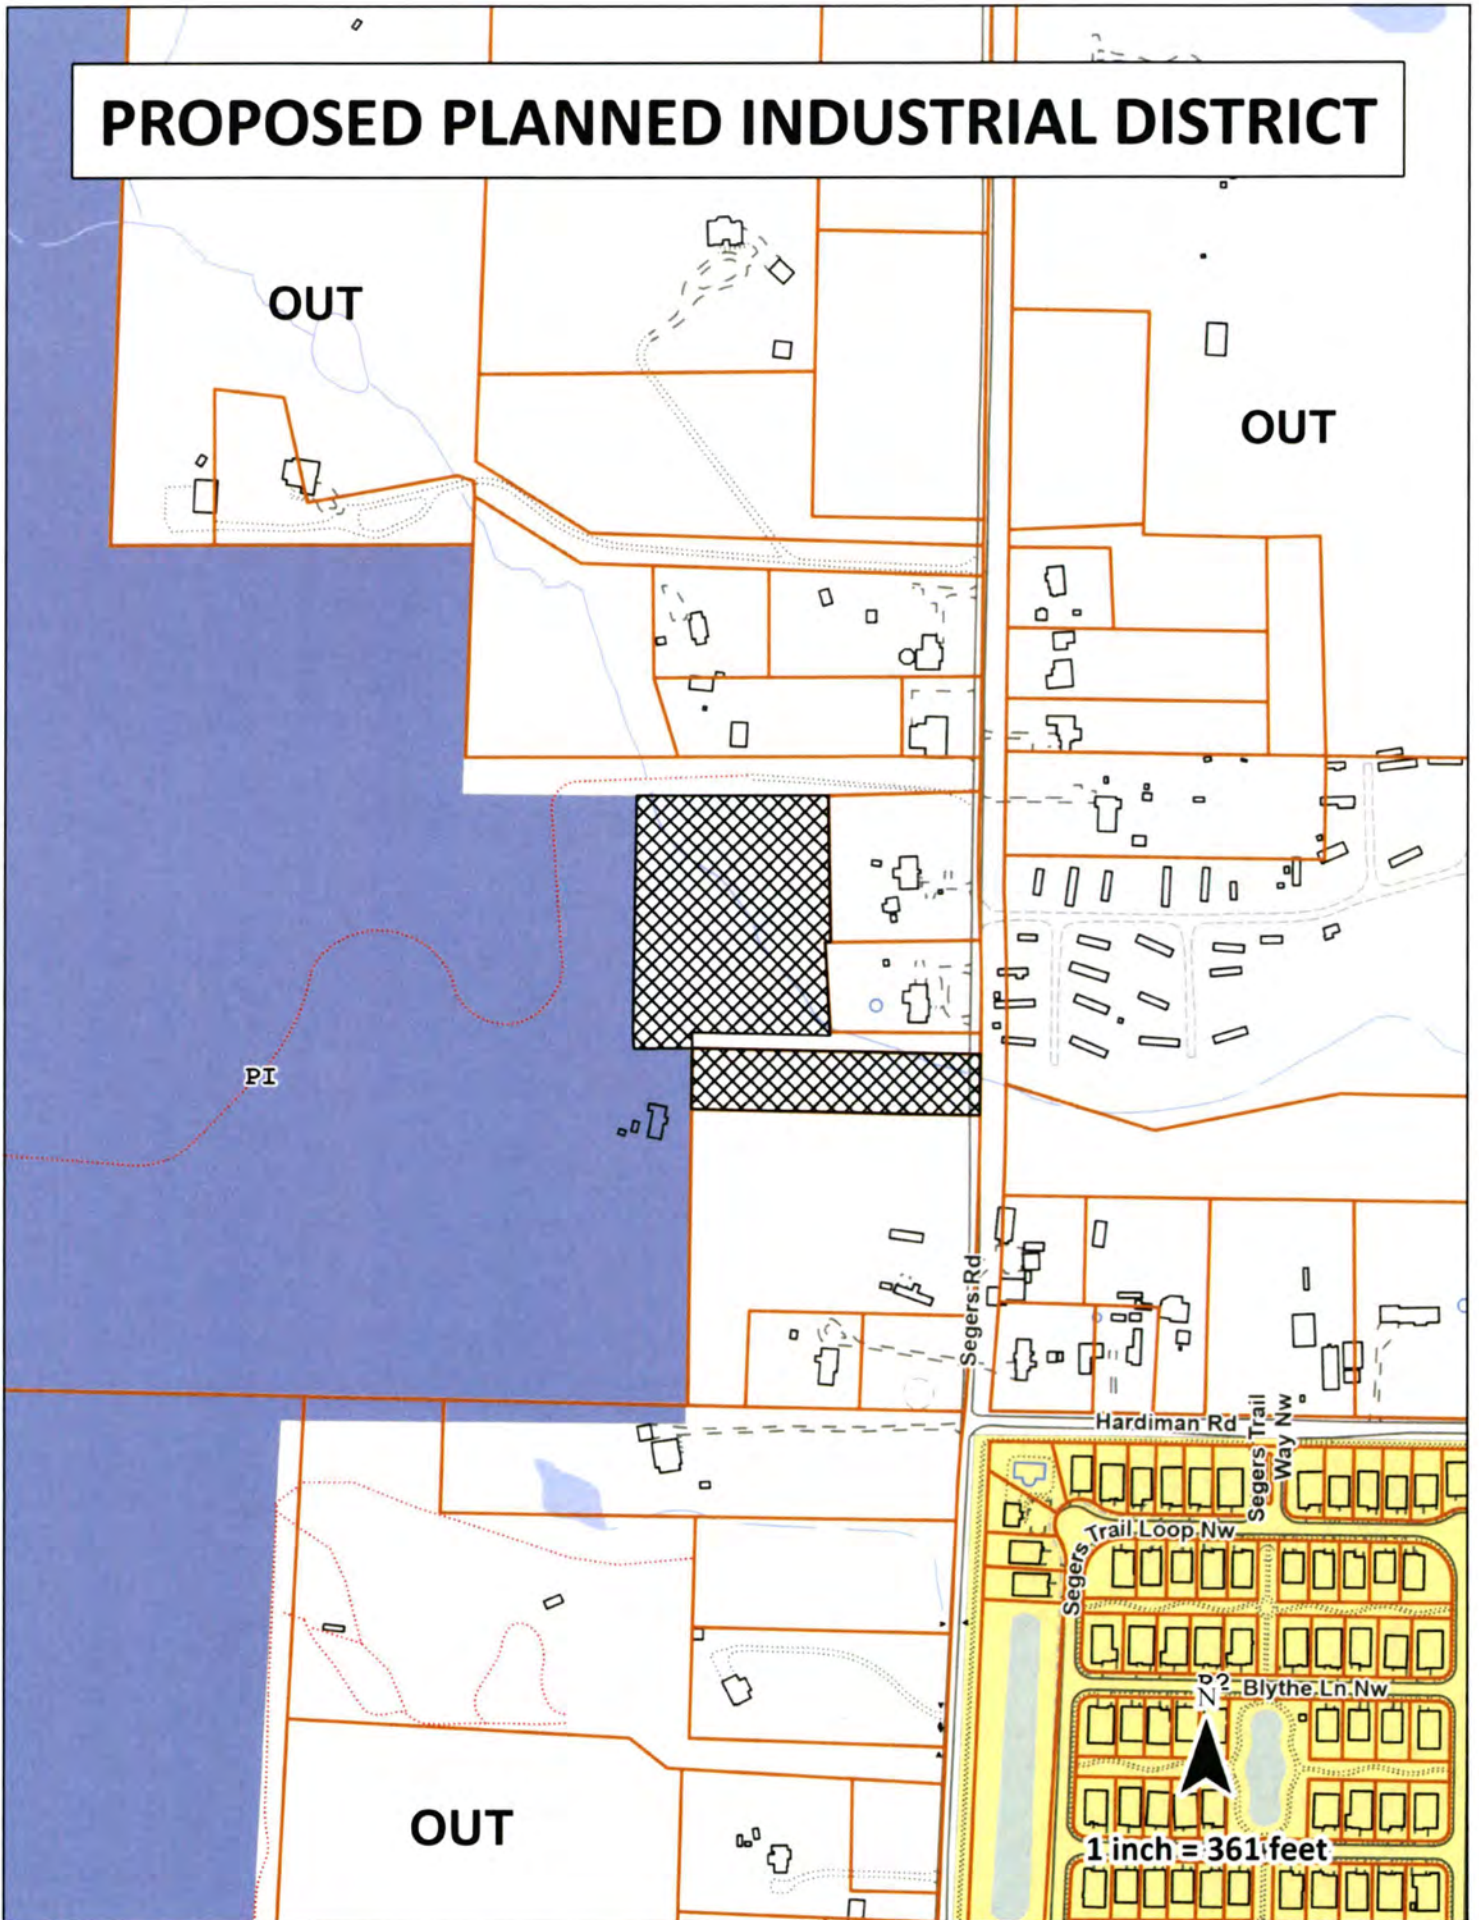 PROPOSED PLANNED INDUSTRIAL DISTRICT
OUT
OUT
PI
Segers Rd
Hardiman Rd
Segers Trail
Way Nw
Segers Trail Loop Nw
Blythe Ln Nw
N
OUT
1 inch = 361 feet